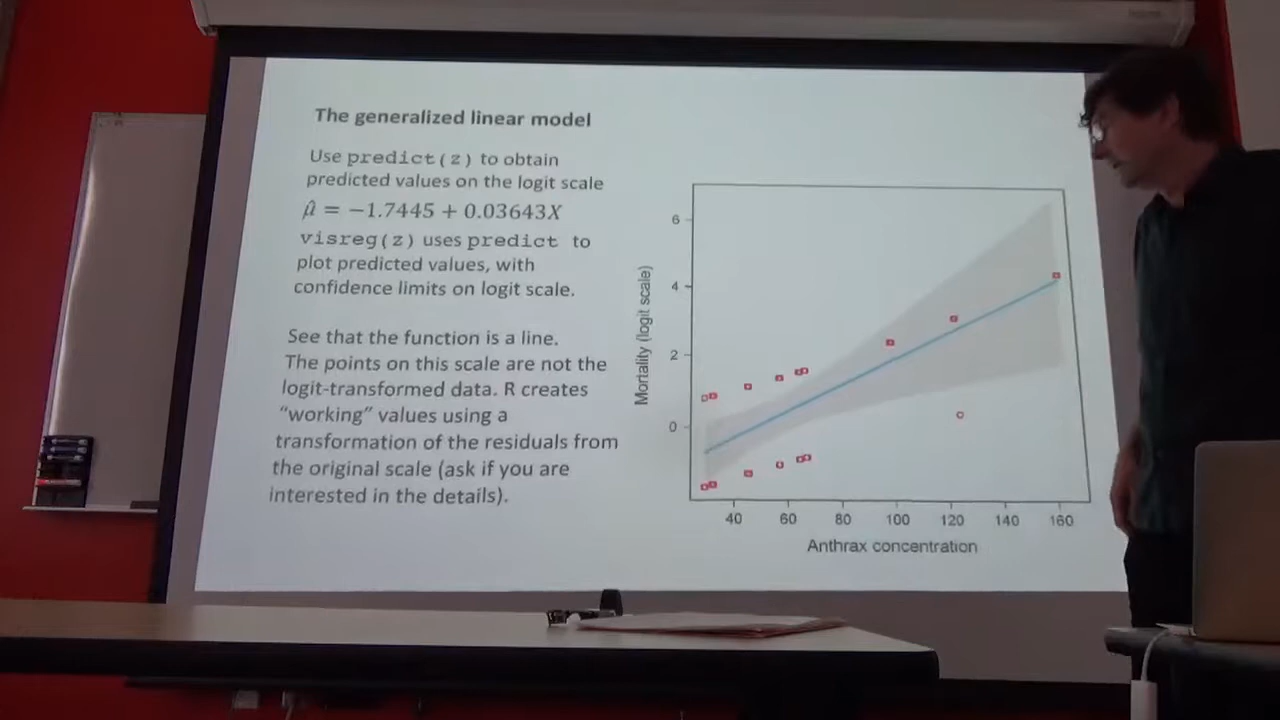 The generalized linear model
Use predict(z) to obtain
predicted values on the logit scale
μ̂ = −1.7445 + 0.03643X
visreg(z) uses predict to
plot predicted values, with
confidence limits on logit scale.
See that the function is a line.
The points on this scale are not the
logit-transformed data. R creates
“working” values using a
transformation of the residuals from
the original scale (ask if you are
interested in the details).
Mortality (logit scale)
6
4
2
0
40 60 80 100 120 140 160
Anthrax concentration